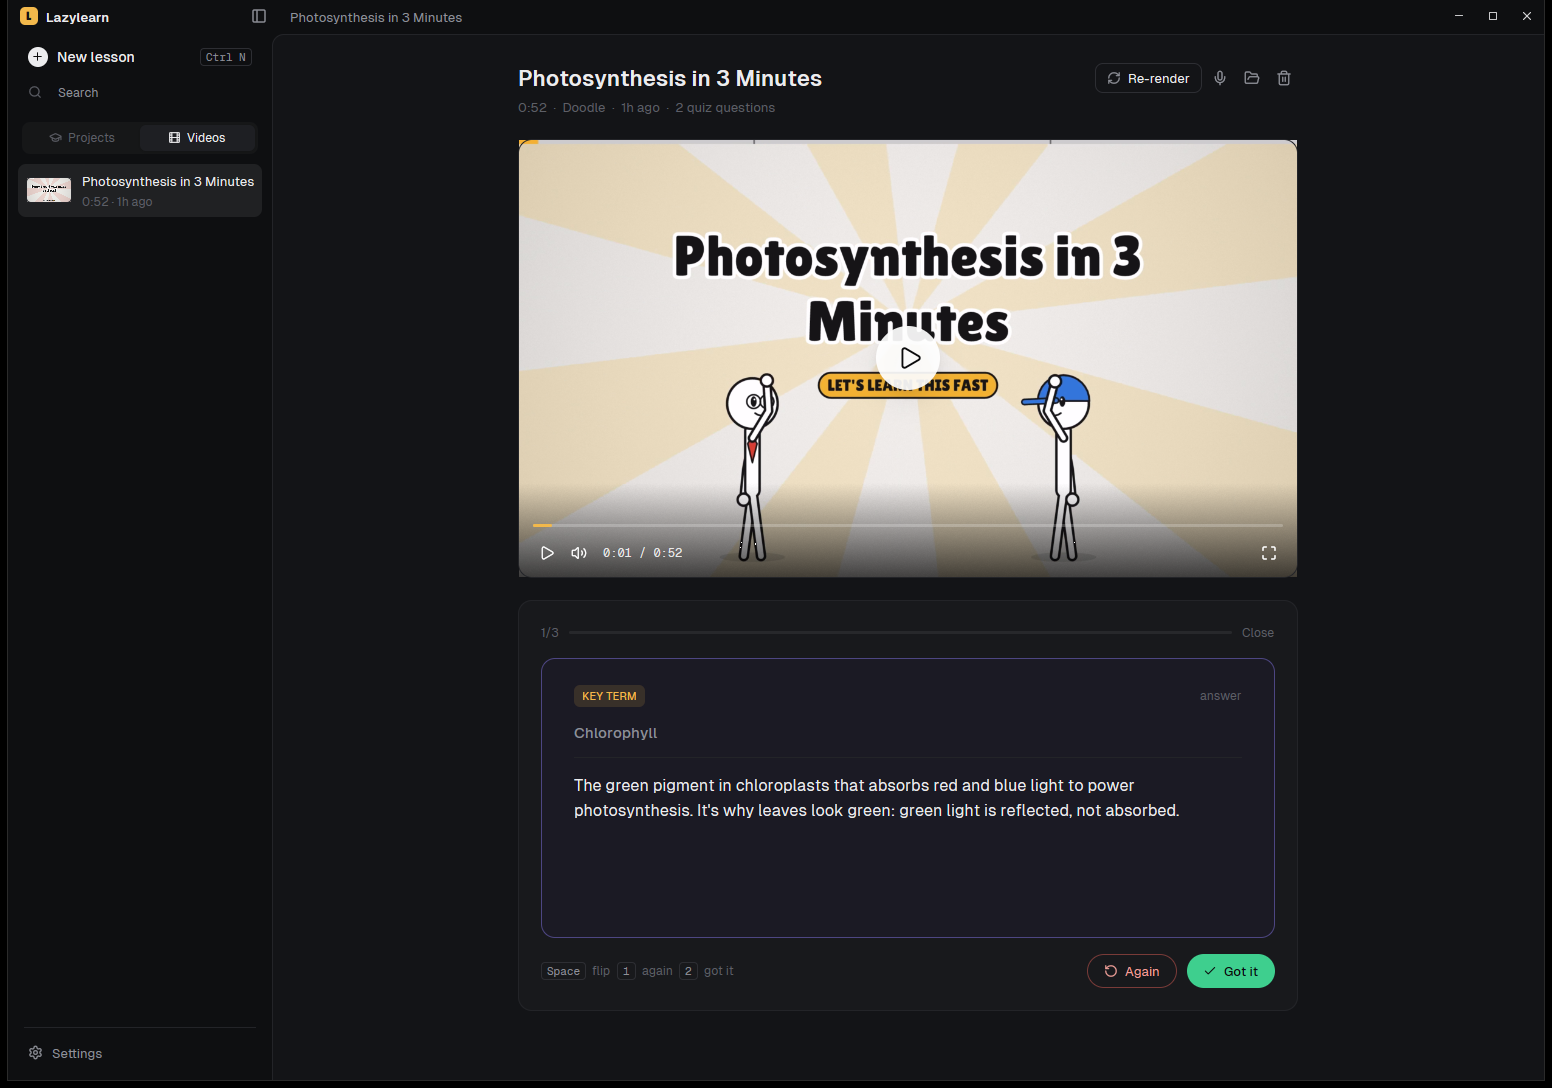 L Lazylearn
Photosynthesis in 3 Minutes
New lesson Ctrl N
Search
Projects Videos
Photosynthesis in 3 Minutes
0:52 · 1h ago
Settings
Photosynthesis in 3 Minutes
Re-render
0:52 · Doodle · 1h ago · 2 quiz questions
Photosynthesis in 3
Minutes
LET'S LEARN THIS FAST
0:01 / 0:52
1/3 Close
KEY TERM answer
Chlorophyll
The green pigment in chloroplasts that absorbs red and blue light to power
photosynthesis. It's why leaves look green: green light is reflected, not absorbed.
Space flip 1 again 2 got it
Again Got it